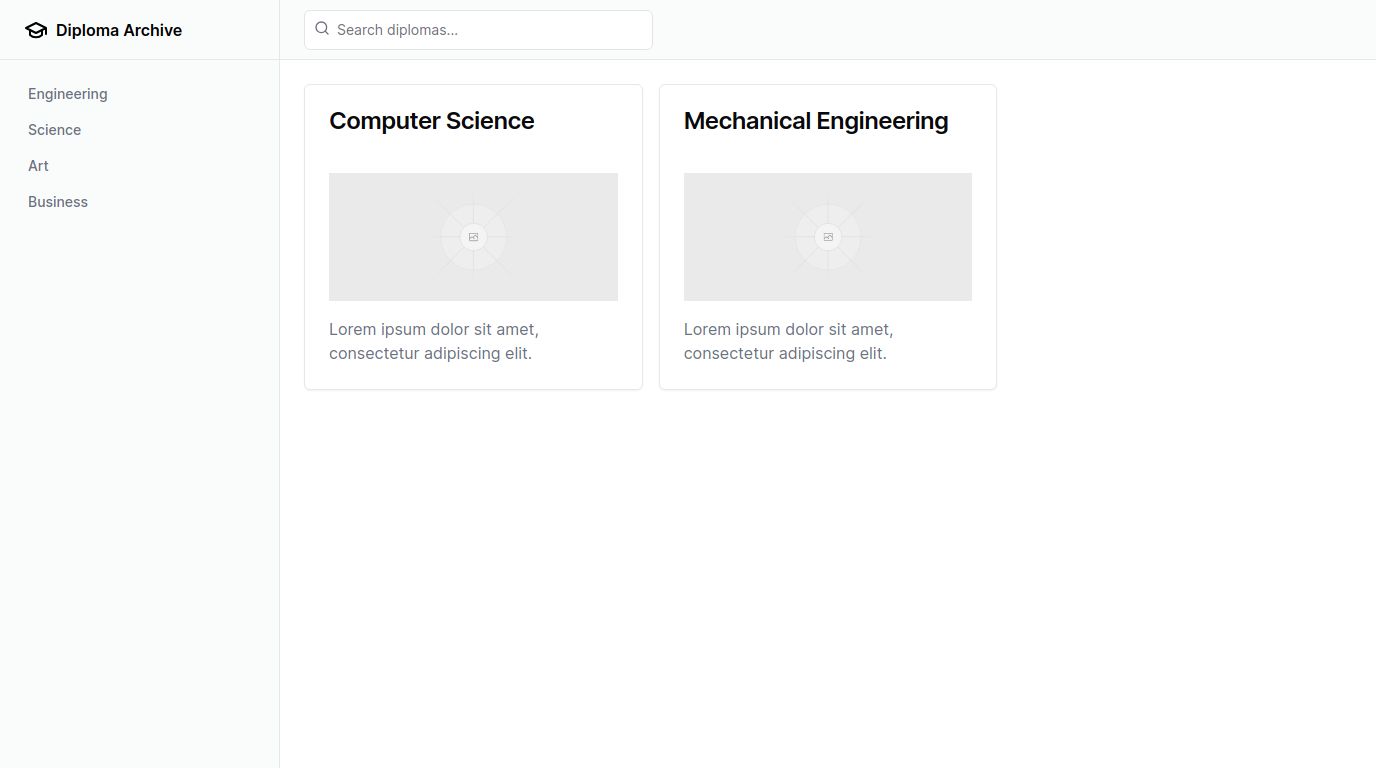 Diploma Archive
Search diplomas...
Engineering
Science
Art
Business
Computer Science
Lorem ipsum dolor sit amet,
consectetur adipiscing elit.
Mechanical Engineering
Lorem ipsum dolor sit amet,
consectetur adipiscing elit.